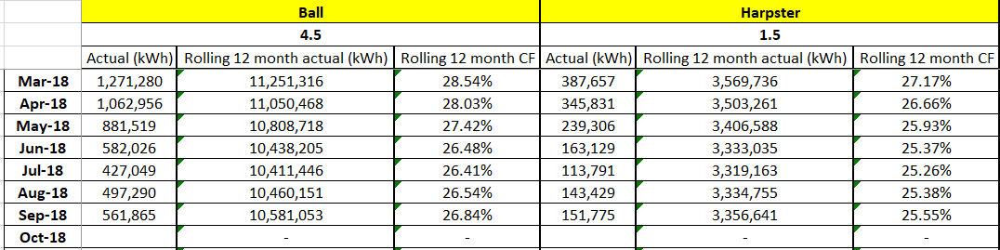 Ball Harpster
4.5 1.5
Actual (kWh) Rolling 12 month actual (kWh) Rolling 12 month CF Actual (kWh) Rolling 12 month actual (kWh) Rolling 12 month CF
Mar-18 1,271,280 11,251,316 28.54% 387,657 3,569,736 27.17%
Apr-18 1,062,956 11,050,468 28.03% 345,831 3,503,261 26.66%
May-18 881,519 10,808,718 27.42% 239,306 3,406,588 25.93%
Jun-18 582,026 10,438,205 26.48% 163,129 3,333,035 25.37%
Jul-18 427,049 10,411,446 26.41% 113,791 3,319,163 25.26%
Aug-18 497,290 10,460,151 26.54% 143,429 3,334,755 25.38%
Sep-18 561,865 10,581,053 26.84% 151,775 3,356,641 25.55%
Oct-18 - - - -